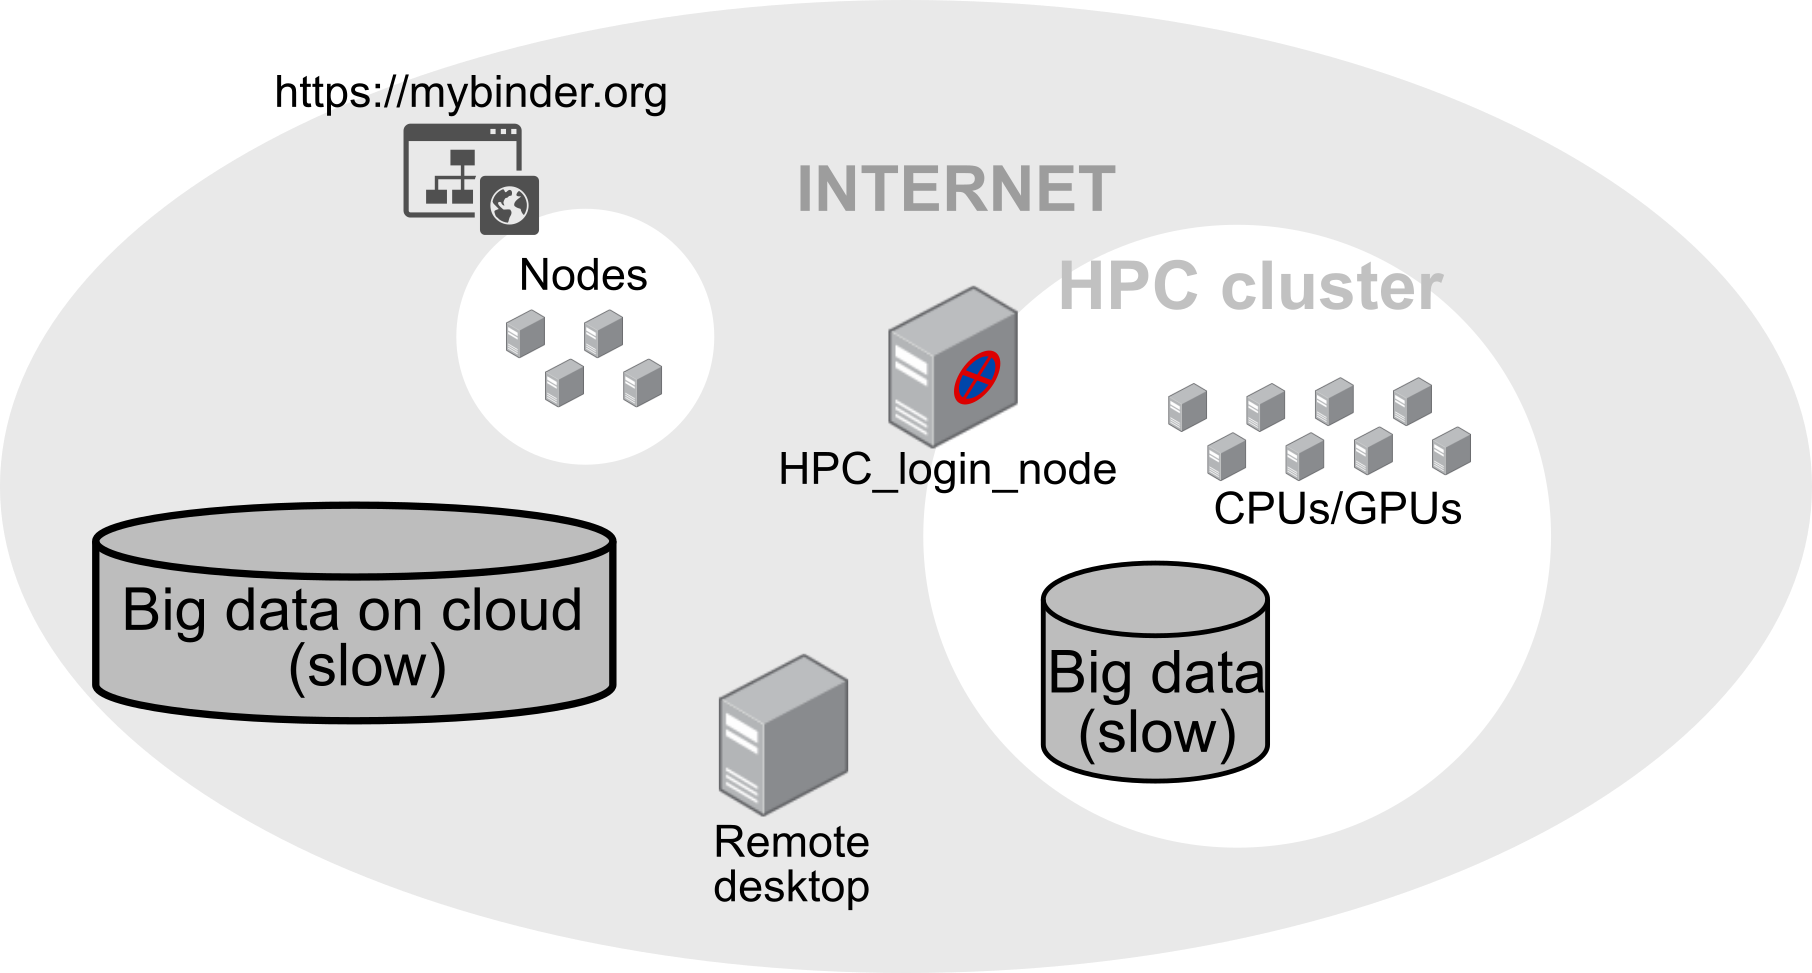 https://mybinder.org
INTERNET
Nodes
HPC cluster
HPC_login_node
CPUs/GPUs
Big data on cloud
(slow)
Big data
(slow)
Remote
desktop